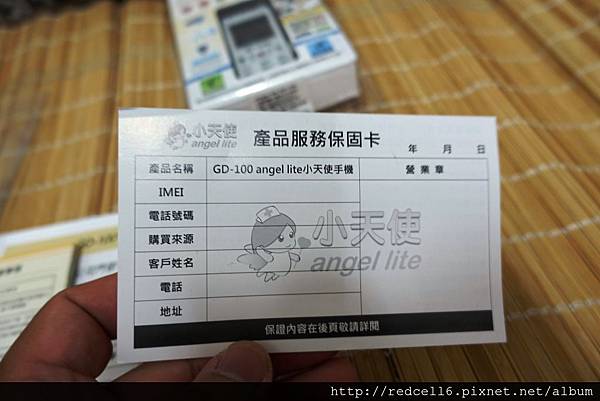 小天使
angel lite
產品服務保固卡
年 月 日
產品名稱 GD-100 angel lite小天使手機 營業章
IMEI
電話號碼
購買來源
客戶姓名
電話
地址
小天使
angel lite
保證內容在後頁敬請詳閱
GD-100
http://redcell6.pixnet.net/album